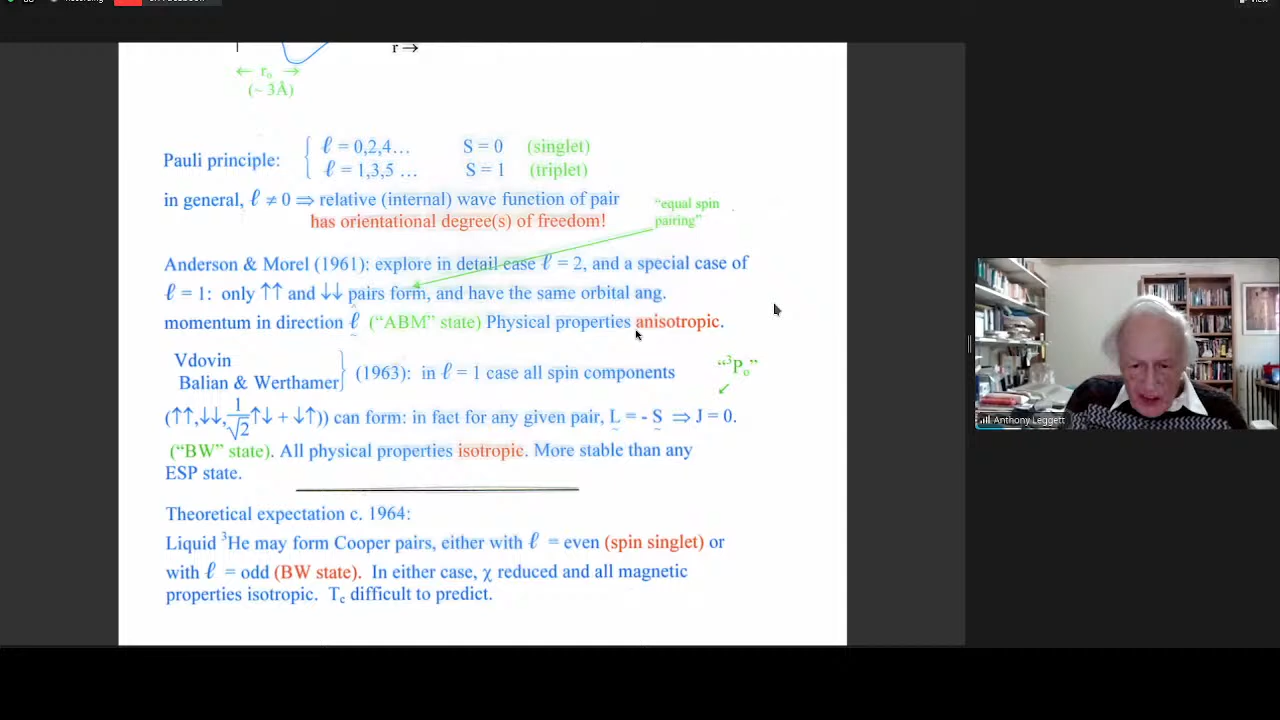 Recording
View
r →
← r₀ →
(~ 3Å)
Pauli principle: { ℓ = 0,2,4… S = 0 (singlet)
ℓ = 1,3,5 … S = 1 (triplet)
in general, ℓ ≠ 0 ⇒ relative (internal) wave function of pair
has orientational degree(s) of freedom!
"equal spin
pairing"
Anderson & Morel (1961): explore in detail case ℓ = 2, and a special case of
ℓ = 1: only ↑↑ and ↓↓ pairs form, and have the same orbital ang.
momentum in direction ℓ̂ ("ABM" state) Physical properties anisotropic.
Vdovin
Balian & Werthamer} (1963): in ℓ = 1 case all spin components
"³P₀"
(↑↑,↓↓,1/√2↑↓ + ↓↑)) can form: in fact for any given pair, L = - S ⇒ J = 0.
("BW" state). All physical properties isotropic. More stable than any
ESP state.
Theoretical expectation c. 1964:
Liquid ³He may form Cooper pairs, either with ℓ = even (spin singlet) or
with ℓ = odd (BW state). In either case, χ reduced and all magnetic
properties isotropic. T_c difficult to predict.
Anthony Leggett